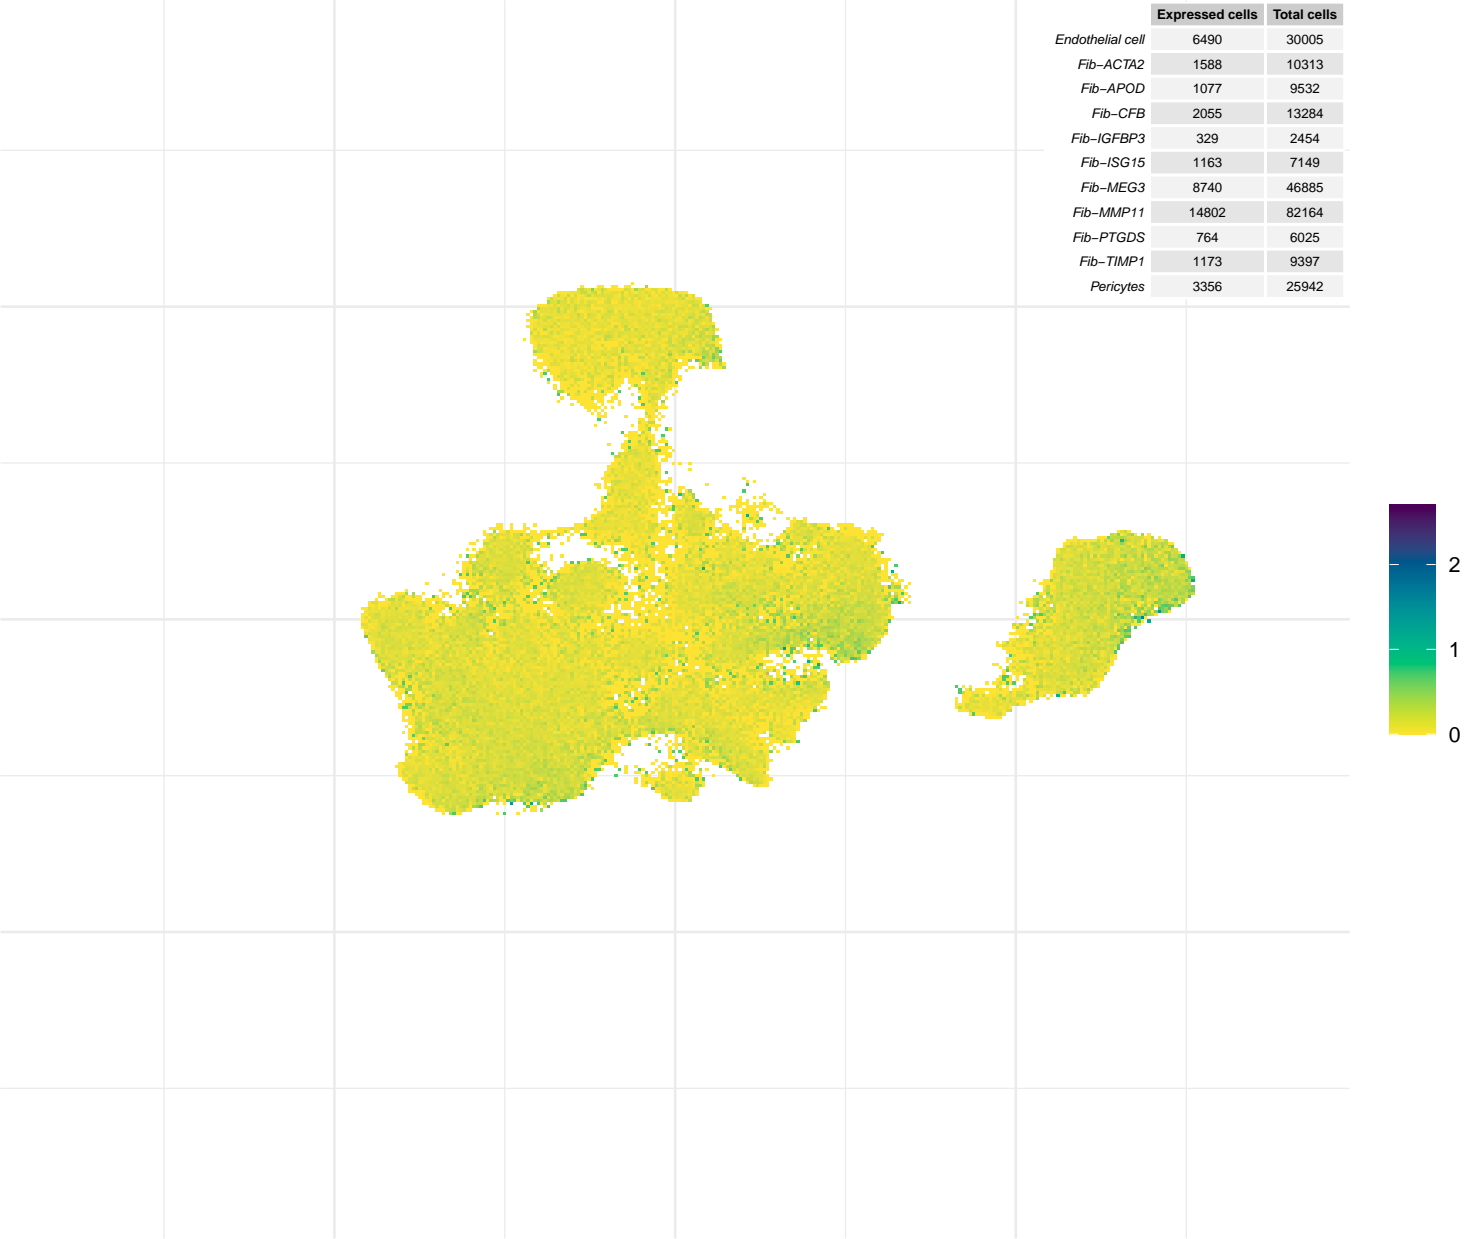 Expressed cells Total cells
Endothelial cell 6490 30005
Fib−ACTA2 1588 10313
Fib−APOD 1077 9532
Fib−CFB 2055 13284
Fib−IGFBP3 329 2454
Fib−ISG15 1163 7149
Fib−MEG3 8740 46885
Fib−MMP11 14802 82164
Fib−PTGDS 764 6025
Fib−TIMP1 1173 9397
Pericytes 3356 25942
2
1
0